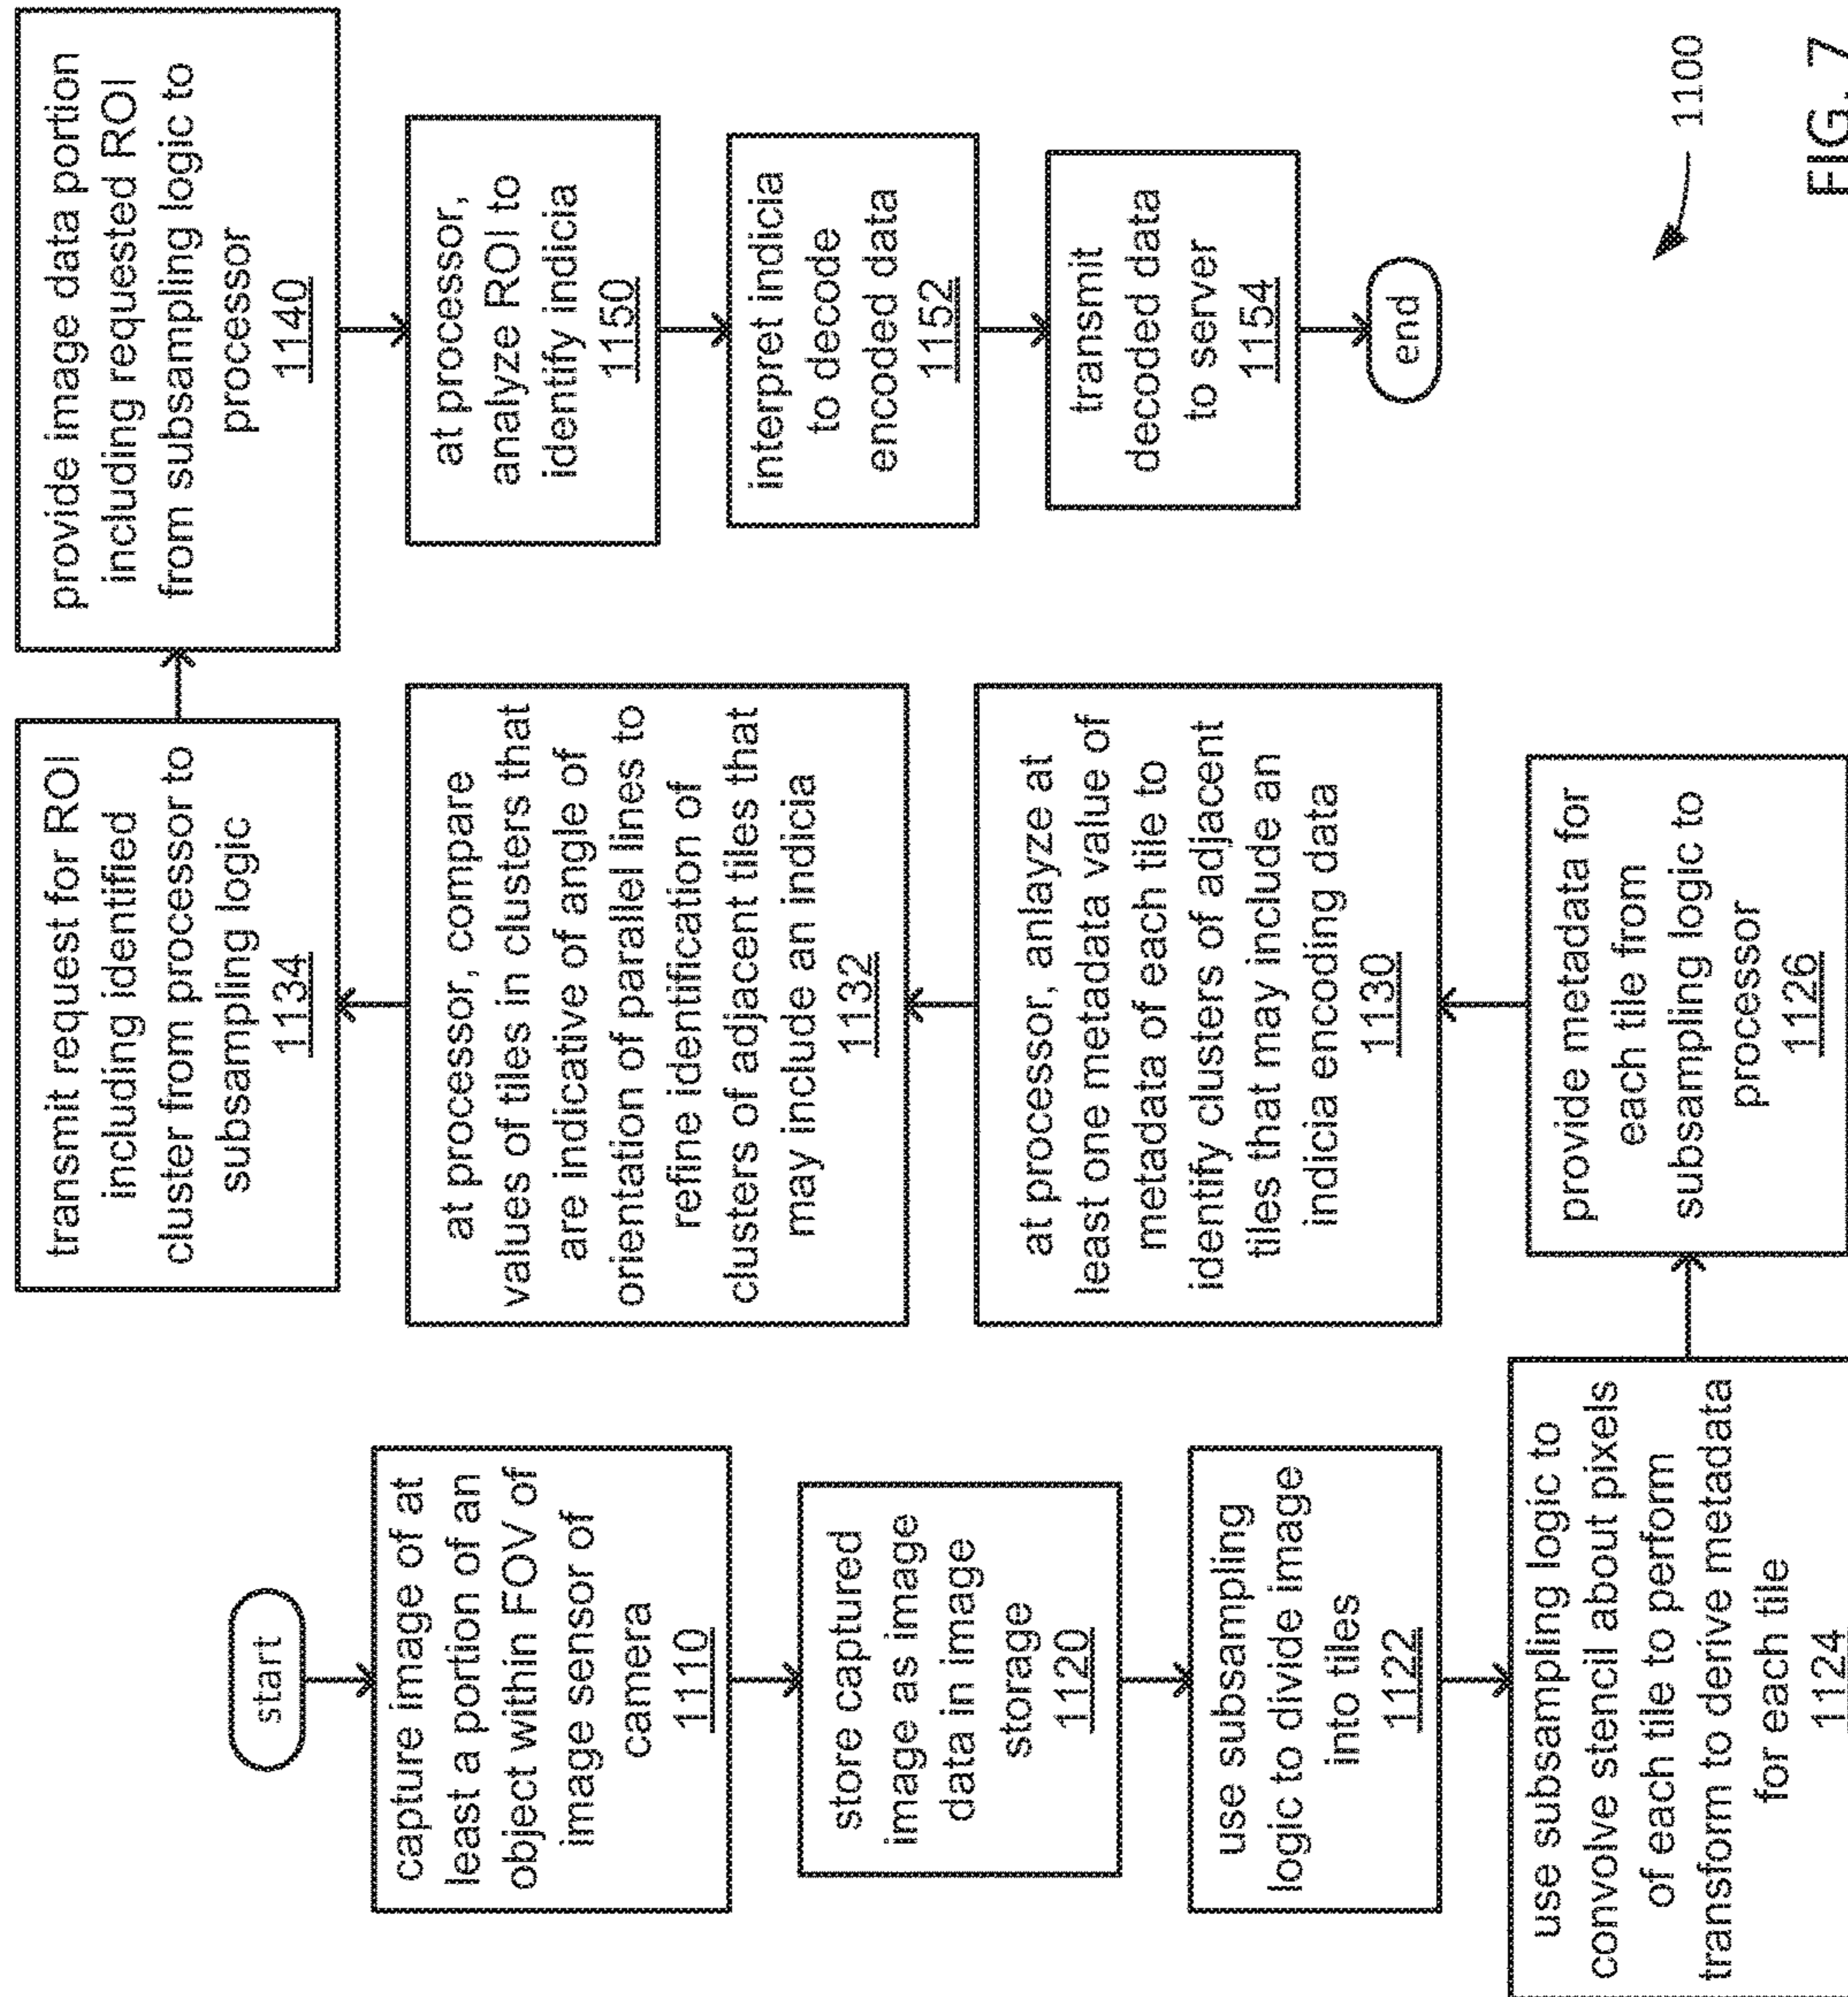 start
capture image of at
least a portion of an
object within FOV of
image sensor of
camera
1110
store captured
image as image
data in image
storage
1120
use subsampling
logic to divide image
into tiles
1122
use subsampling logic to
convolve stencil about pixels
of each tile to perform
transform to derive metadata
for each tile
1124
provide metadata for
each tile from
subsampling logic to
processor
1126
at processor, anlayze at
least one metadata value of
metadata of each tile to
identify clusters of adjacent
tiles that may include an
indicia encoding data
1130
at processor, compare
values of tiles in clusters that
are indicative of angle of
orientation of parallel lines to
refine identification of
clusters of adjacent tiles that
may include an indicia
1132
transmit request for ROI
including identified
cluster from processor to
subsampling logic
1134
provide image data portion
including requested ROI
from subsampling logic to
processor
1140
at processor,
analyze ROI to
identify indicia
1150
interpret indicia
to decode
encoded data
1152
transmit
decoded data
to server
1154
end
1100
FIG. 7